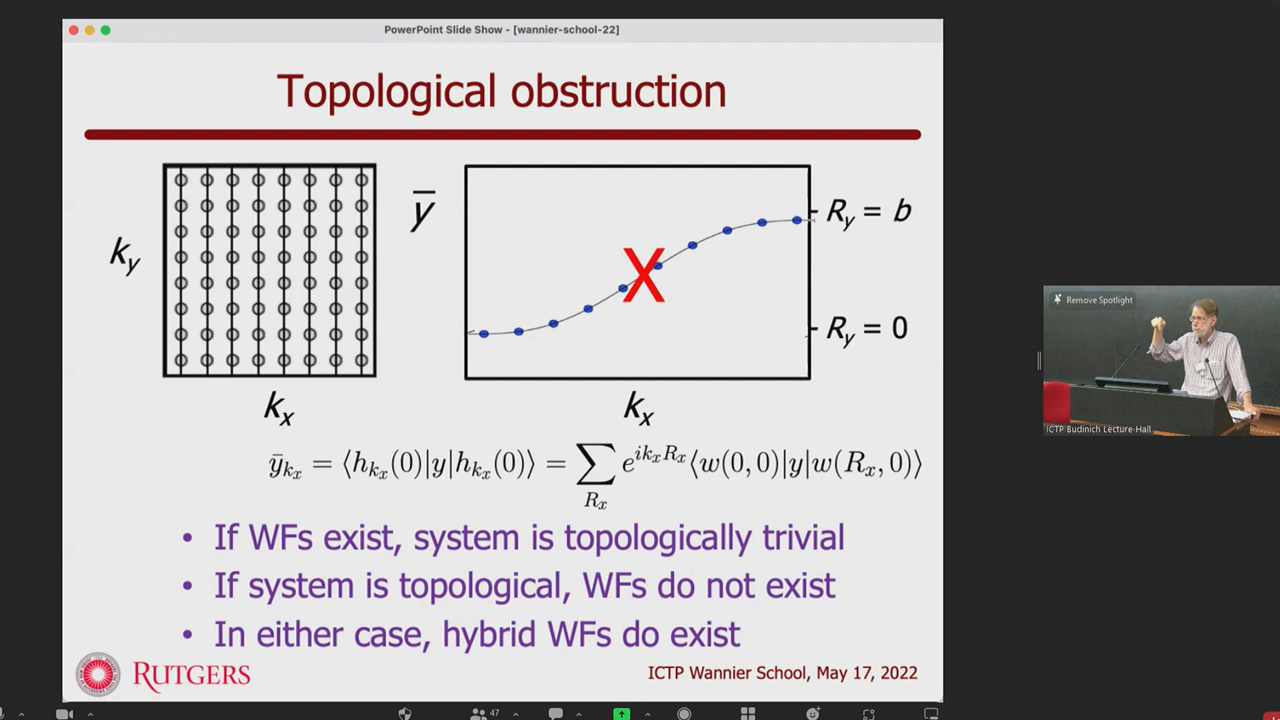 PowerPoint Slide Show - [wannier-school-22]
Topological obstruction
k_y
k_x
ȳ
R_y = b
R_y = 0
X
k_x
ȳ_{k_x} = ⟨h_{k_x}(0)|y|h_{k_x}(0)⟩ = ∑_{R_x} e^{ik_xR_x}⟨w(0,0)|y|w(R_x,0)⟩
• If WFs exist, system is topologically trivial
• If system is topological, WFs do not exist
• In either case, hybrid WFs do exist
RUTGERS
ICTP Wannier School, May 17, 2022
Remove Spotlight
ICTP Budinich Lecture Hall
47